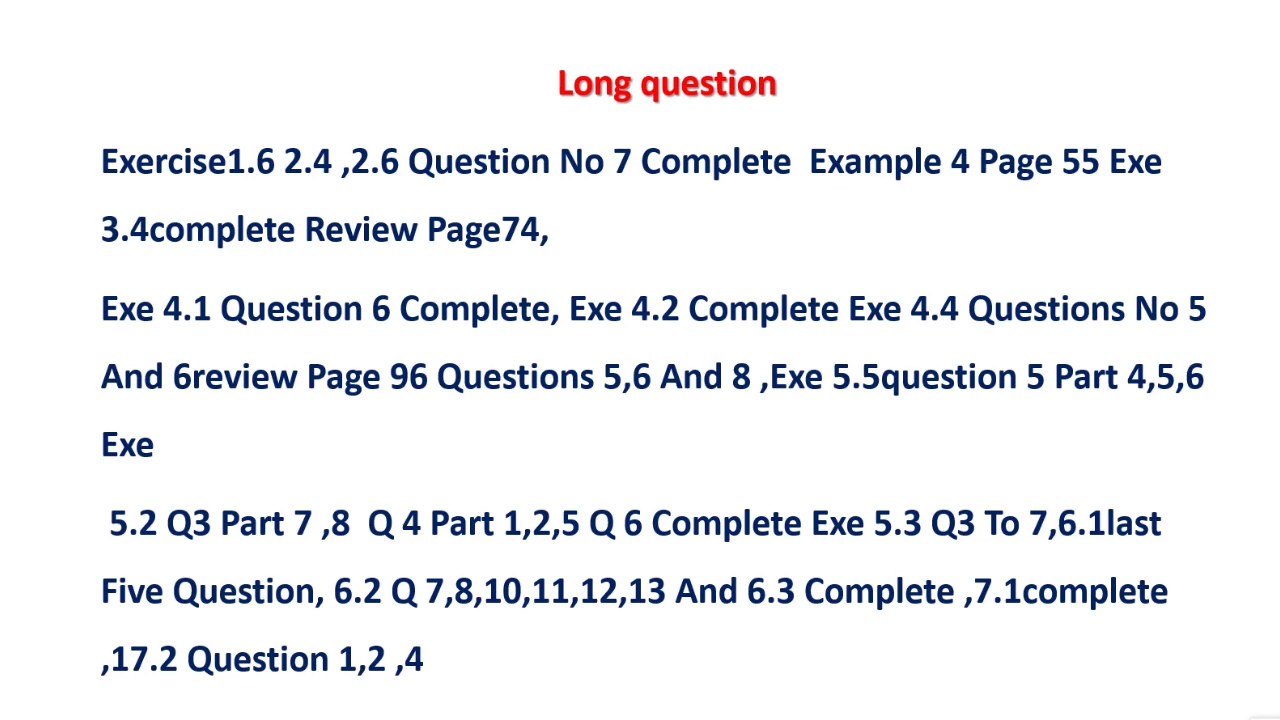 Long question
Exercise1.6 2.4 ,2.6 Question No 7 Complete  Example 4 Page 55 Exe
3.4complete Review Page74,
Exe 4.1 Question 6 Complete, Exe 4.2 Complete Exe 4.4 Questions No 5
And 6review Page 96 Questions 5,6 And 8 ,Exe 5.5question 5 Part 4,5,6
Exe
5.2 Q3 Part 7 ,8  Q 4 Part 1,2,5 Q 6 Complete Exe 5.3 Q3 To 7,6.1last
Five Question, 6.2 Q 7,8,10,11,12,13 And 6.3 Complete ,7.1complete
,17.2 Question 1,2 ,4